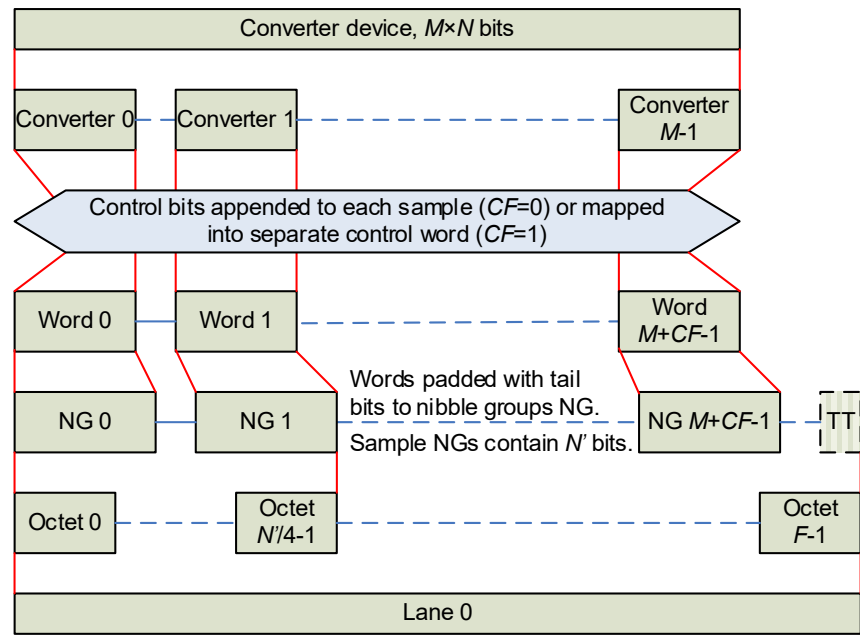 Converter device, M×N bits
Converter 0
Converter 1
Converter
M-1
Control bits appended to each sample (CF=0) or mapped
into separate control word (CF=1)
Word 0
Word 1
Word
M+CF-1
NG 0
NG 1
Words padded with tail
bits to nibble groups NG.
Sample NGs contain N' bits.
NG M+CF-1
TT
Octet 0
Octet
N'/4-1
Octet
F-1
Lane 0